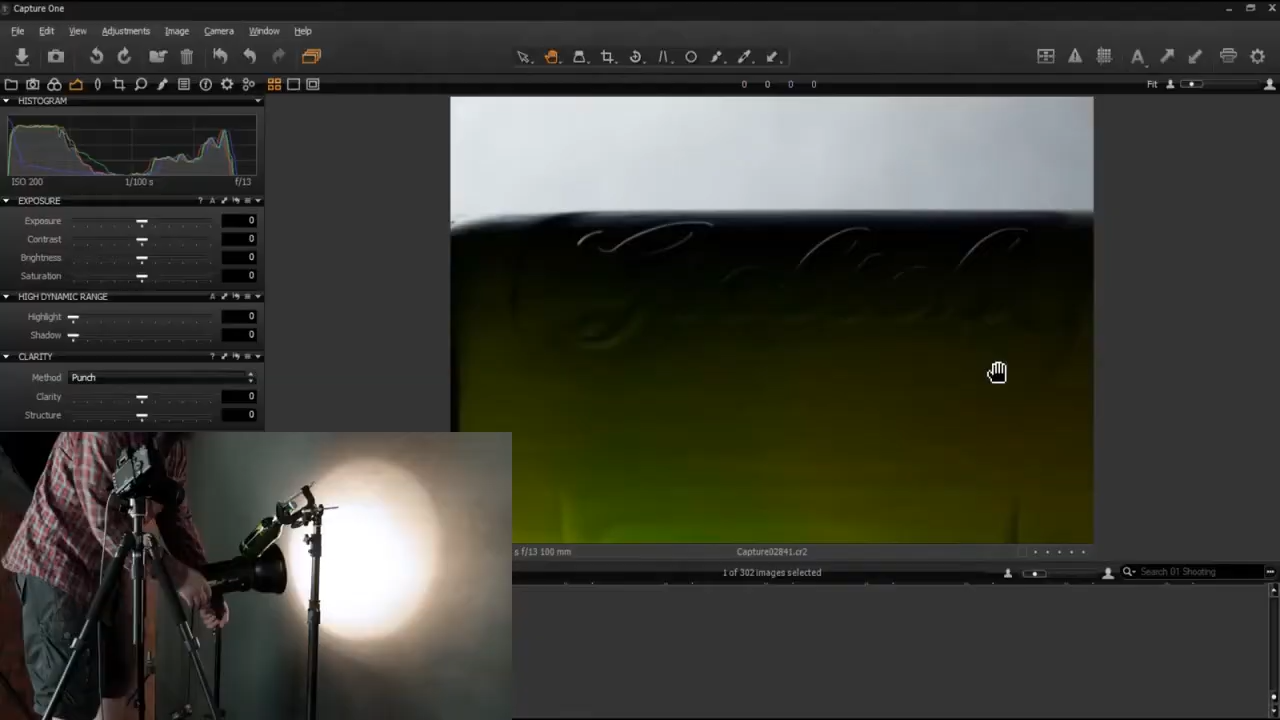 Capture One
File Edit View Adjustments Image Camera Window Help
0 0 0 0 Fit
HISTOGRAM
ISO 200 1/100 s f/13
EXPOSURE
Exposure 0
Contrast 0
Brightness 0
Saturation 0
HIGH DYNAMIC RANGE
Highlight 0
Shadow 0
CLARITY
Method Punch
Clarity 0
Structure 0
s f/13 100 mm Capture02841.cr2
1 of 302 images selected Search 01 Shooting